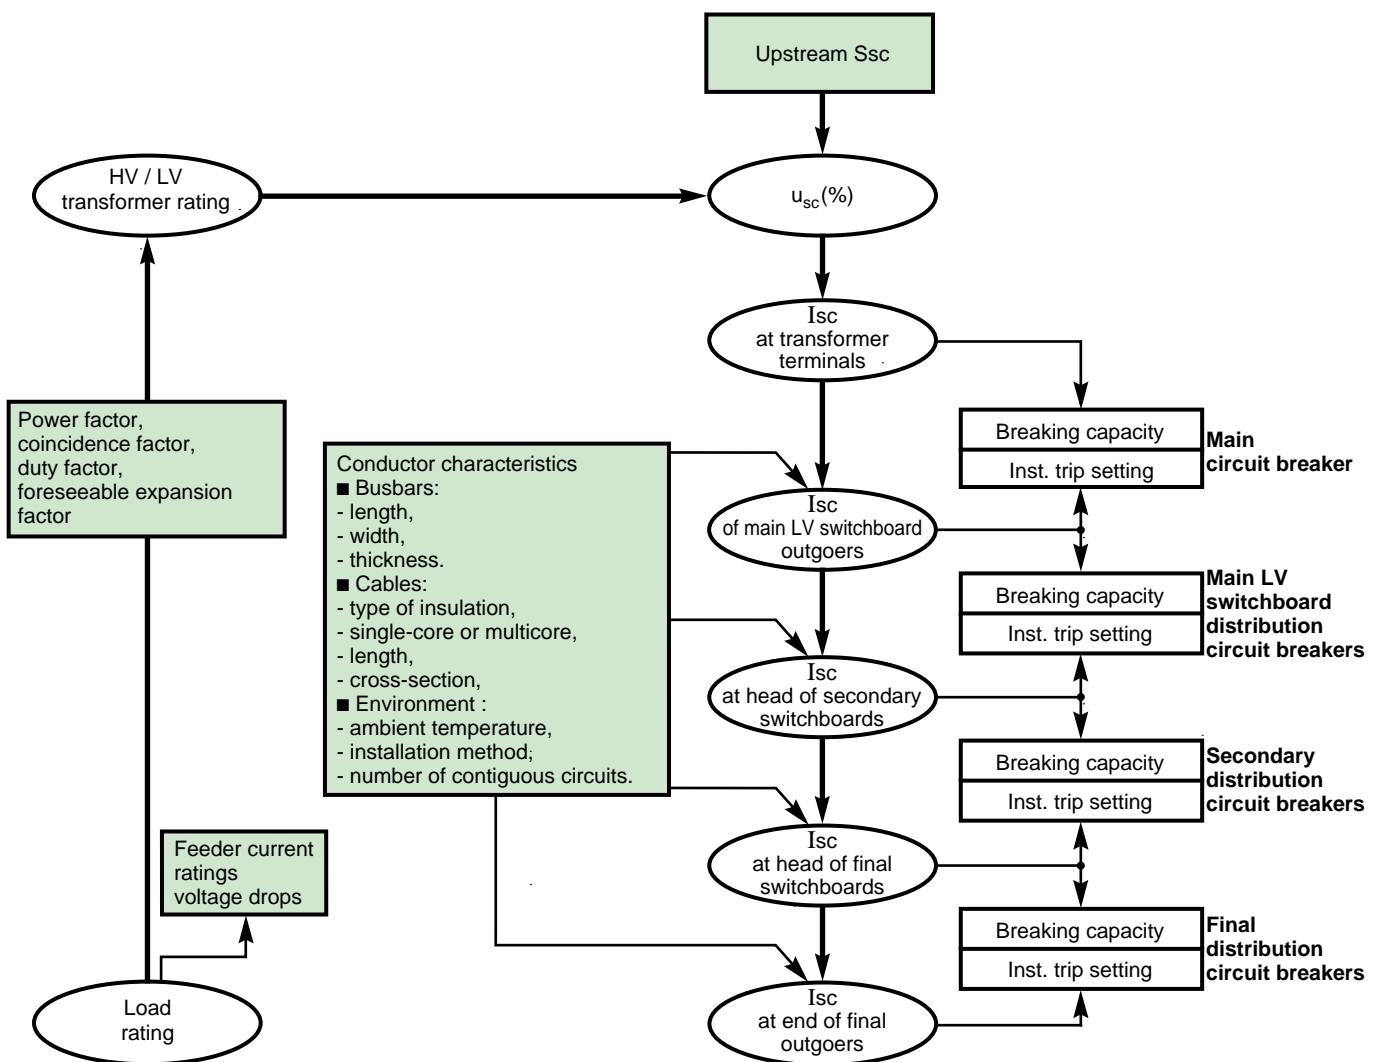 Upstream Ssc
HV / LV
transformer rating
usc(%)
Isc
at transformer
terminals
Power factor,
coincidence factor,
duty factor,
foreseeable expansion
factor
Conductor characteristics
■ Busbars:
- length,
- width,
- thickness.
■ Cables:
- type of insulation,
- single-core or multicore,
- length,
- cross-section,
■ Environment :
- ambient temperature,
- installation method;
- number of contiguous circuits.
Breaking capacity
Inst. trip setting
Main
circuit breaker
Isc
of main LV switchboard
outgoers
Breaking capacity
Inst. trip setting
Main LV
switchboard
distribution
circuit breakers
Isc
at head of secondary
switchboards
Breaking capacity
Inst. trip setting
Secondary
distribution
circuit breakers
Isc
at head of final
switchboards
Feeder current
ratings
voltage drops
Breaking capacity
Inst. trip setting
Final
distribution
circuit breakers
Load
rating
Isc
at end of final
outgoers